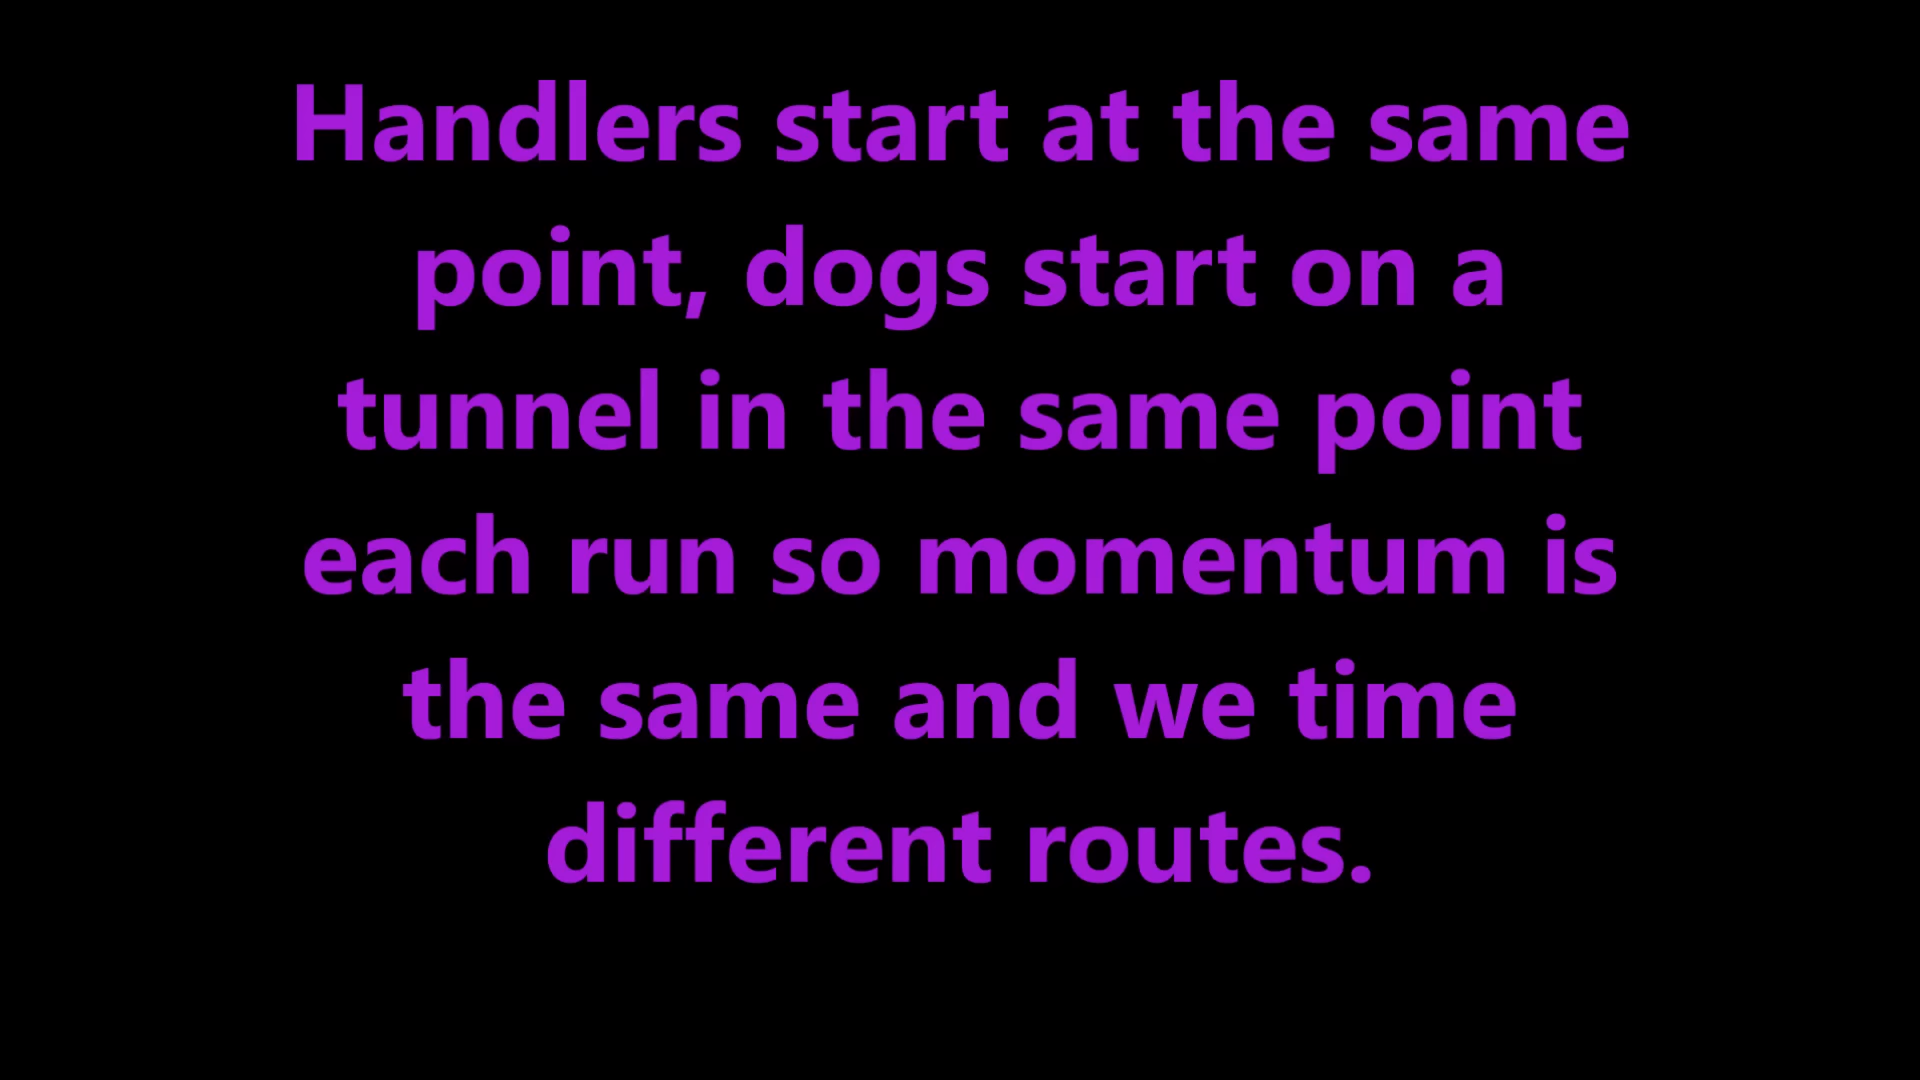 Handlers start at the same
point, dogs start on a
tunnel in the same point
each run so momentum is
the same and we time
different routes.